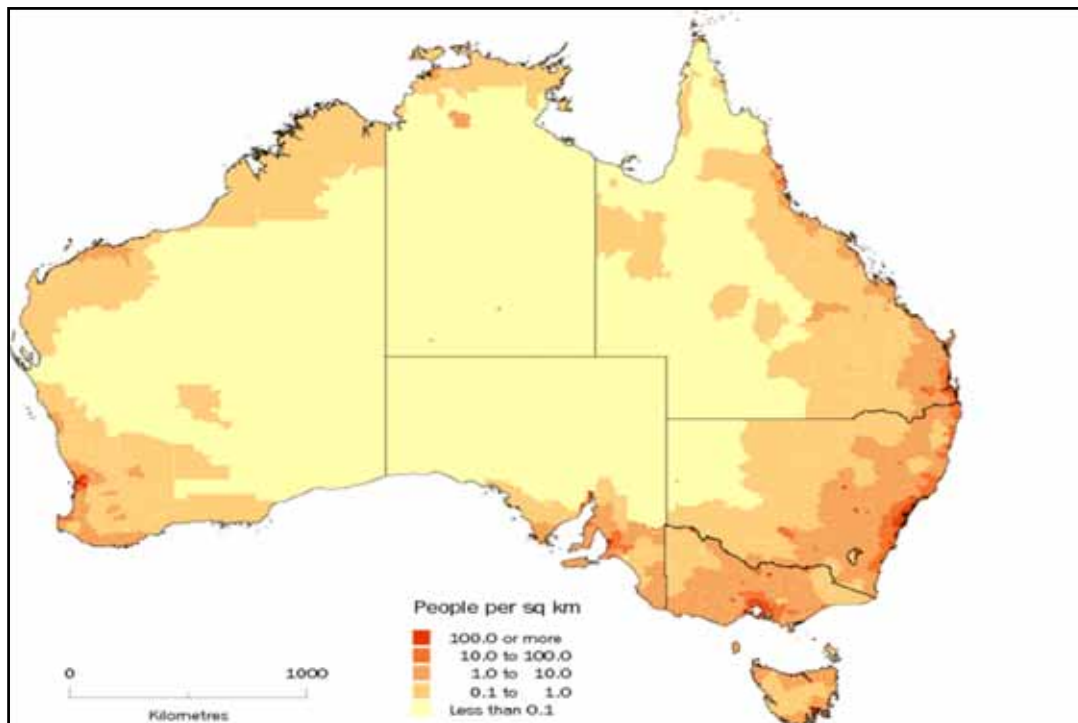 People per sq km
100.0 or more
10.0 to 100.0
1.0 to 10.0
0.1 to 1.0
Less than 0.1
0 1000
Kilometres